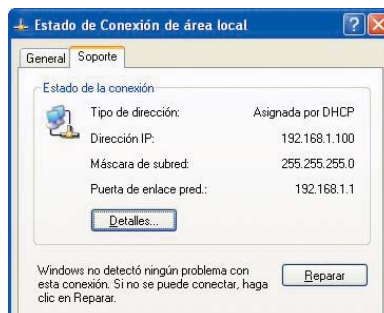 Estado de Conexión de área local
General Soporte
Estado de la conexión
Tipo de dirección: Asignada por DHCP
Dirección IP: 192.168.1.100
Máscara de subred: 255.255.255.0
Puerta de enlace pred.: 192.168.1.1
Detalles...
Windows no detectó ningún problema con
esta conexión. Si no se puede conectar, haga
clic en Reparar.
Reparar